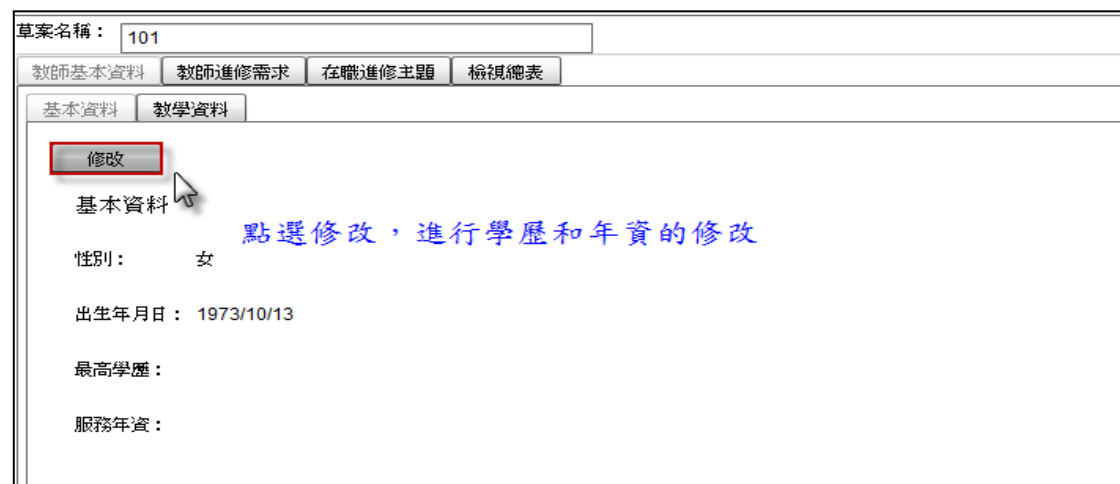 草案名稱： 101
教師基本資料 教師進修需求 在職進修主題 檢視總表
基本資料 教學資料
修改
基本資料
點選修改，進行學歷和年資的修改
性別： 女
出生年月日： 1973/10/13
最高學歷：
服務年資：